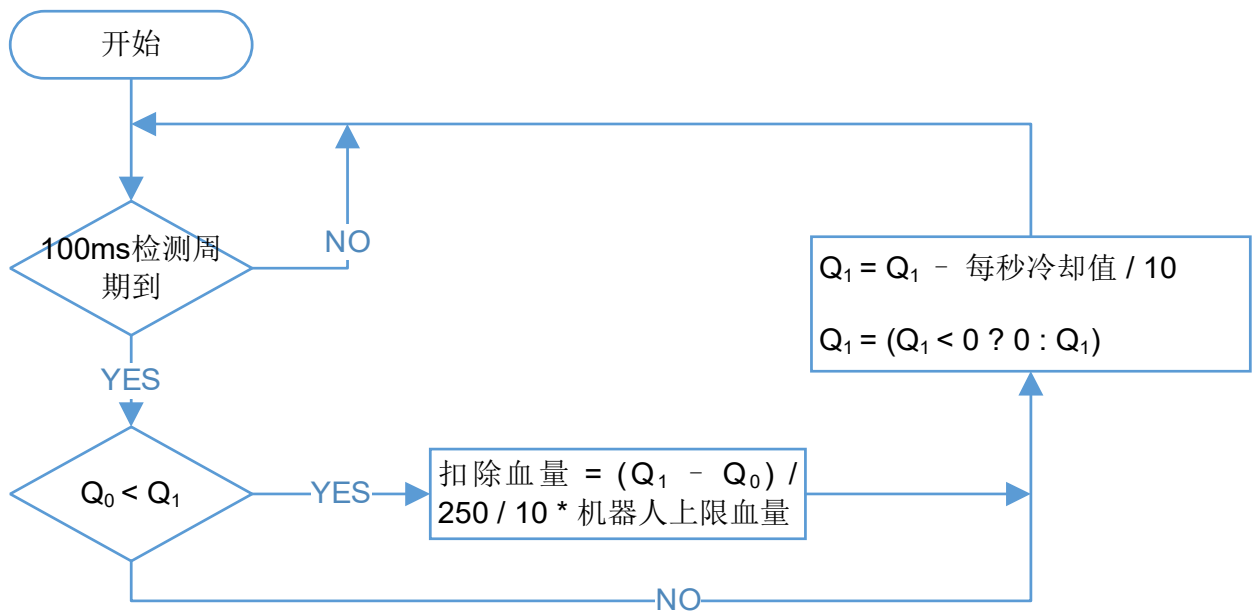 开始
100ms检测周
期到
NO
YES
Q₀ < Q₁
YES
扣除血量 = (Q₁ – Q₀) /
250 / 10 * 机器人上限血量
Q₁ = Q₁ – 每秒冷却值 / 10
Q₁ = (Q₁ < 0 ? 0 : Q₁)
NO